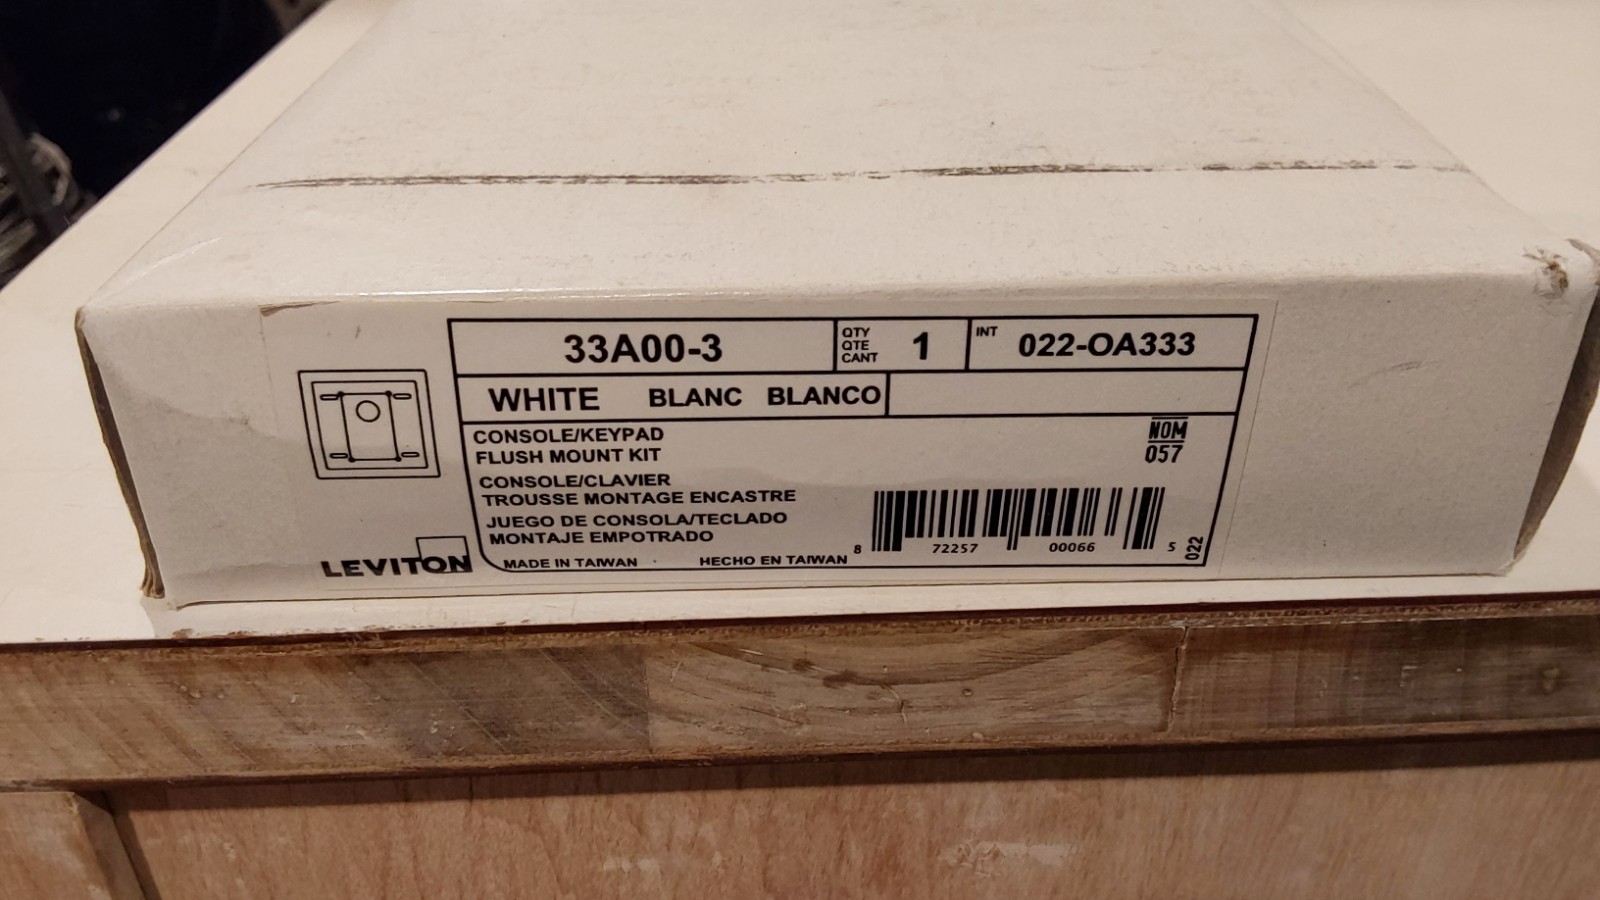 33A00-3
QTY
QTE
CANT
1
INT
022-OA333
WHITE BLANC BLANCO
CONSOLE/KEYPAD
FLUSH MOUNT KIT
CONSOLE/CLAVIER
TROUSSE MONTAGE ENCASTRE
JUEGO DE CONSOLA/TECLADO
MONTAJE EMPOTRADO
MADE IN TAIWAN · HECHO EN TAIWAN
NOM
057
8 72257 00066 5
022
LEVITON